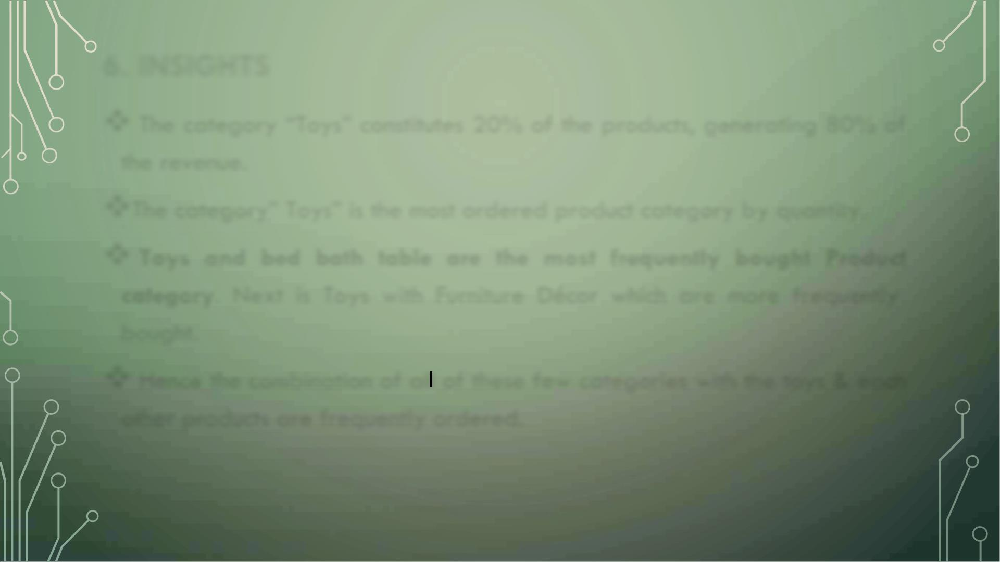 6. INSIGHTS
❖ The category “Toys” constitutes 20% of the products, generating 80% of
the revenue.
❖The category” Toys” is the most ordered product category by quantity.
❖ Toys and bed bath table are the most frequently bought Product
category. Next is Toys with Furniture Décor which are more frequently
bought.
❖ Hence the combination of all of these few categories with the toys & each
other products are frequently ordered.